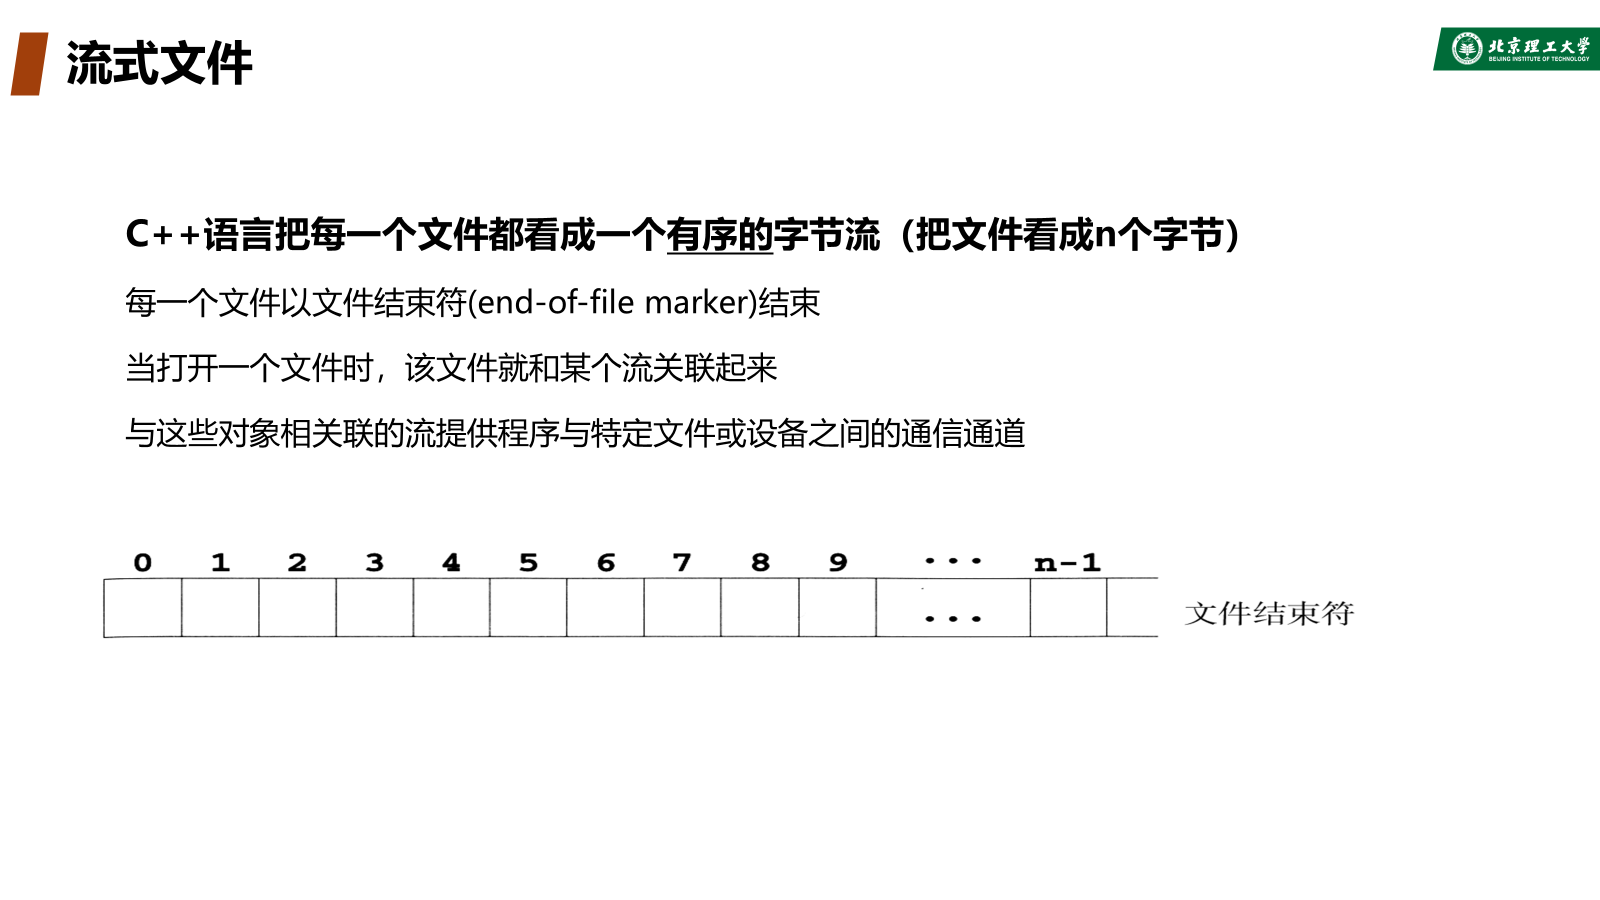 流式文件
北京理工大学
BEIJING INSTITUTE OF TECHNOLOGY
C++语言把每一个文件都看成一个有序的字节流（把文件看成n个字节）
每一个文件以文件结束符(end-of-file marker)结束
当打开一个文件时，该文件就和某个流关联起来
与这些对象相关联的流提供程序与特定文件或设备之间的通信通道
0 1 2 3 4 5 6 7 8 9 ··· n-1
··· 文件结束符